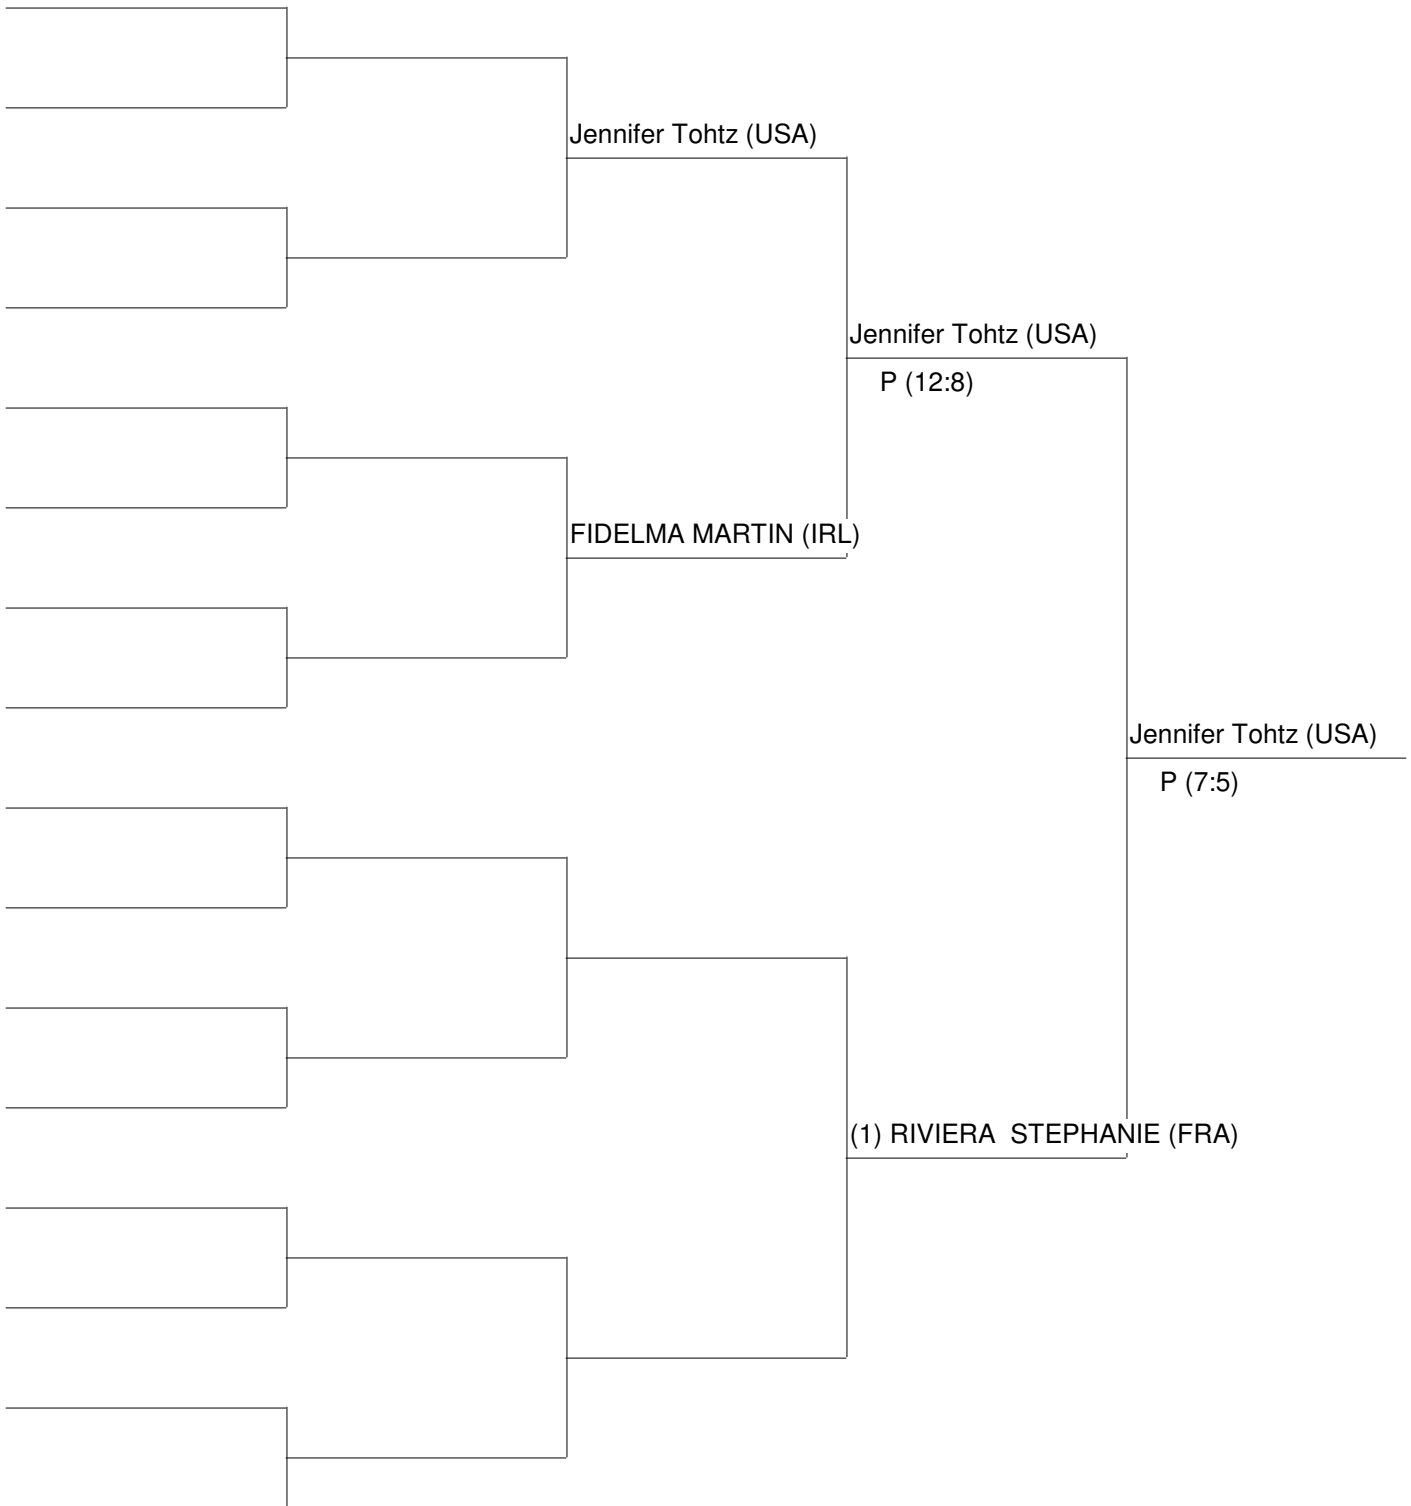 Jennifer Tohtz (USA)
Jennifer Tohtz (USA)
P (12:8)
FIDELMA MARTIN (IRL)
Jennifer Tohtz (USA)
P (7:5)
(1) RIVIERA  STEPHANIE (FRA)